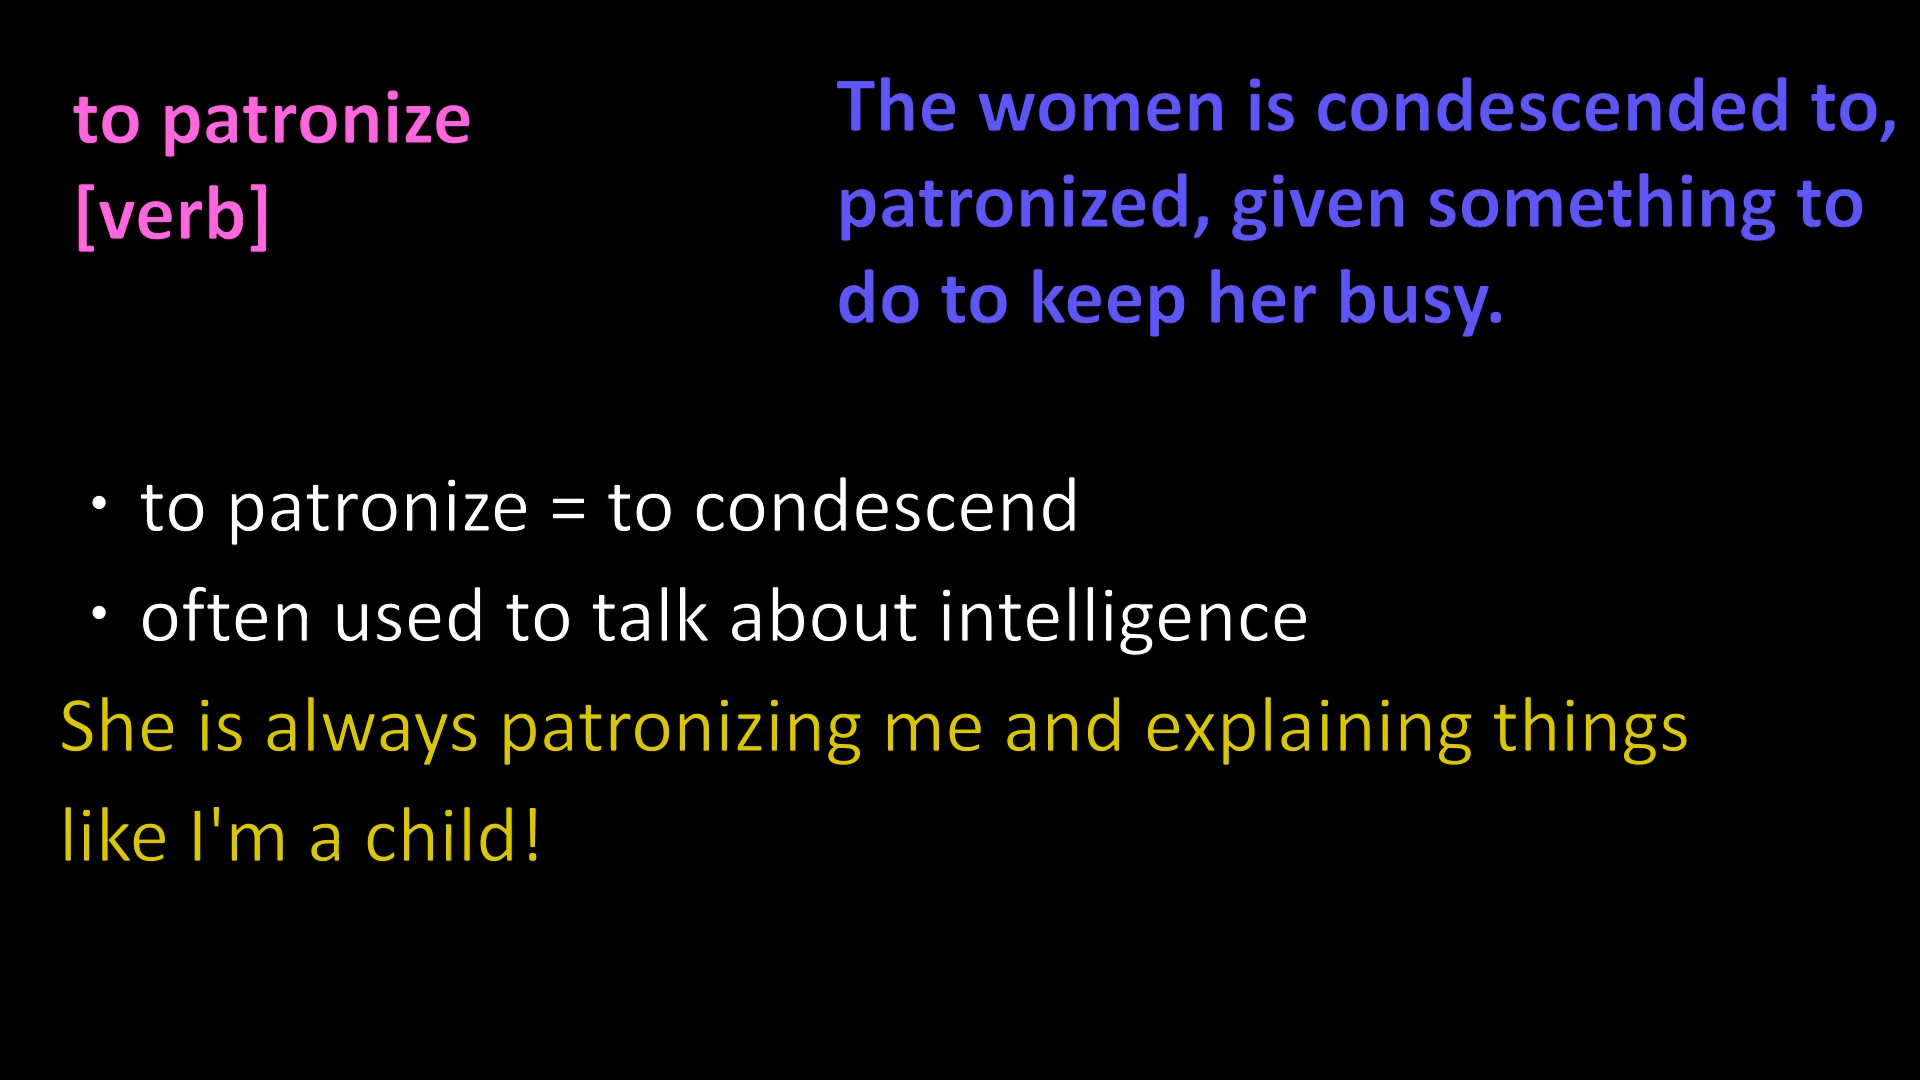 to patronize
[verb]
The women is condescended to,
patronized, given something to
do to keep her busy.
• to patronize = to condescend
• often used to talk about intelligence
She is always patronizing me and explaining things
like I'm a child!